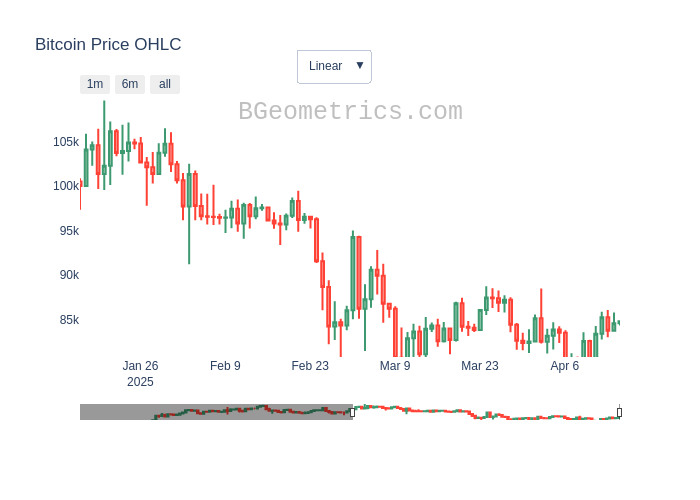 Bitcoin Price OHLC
Linear ▼
1m 6m all
BGeometrics.com
105k
100k
95k
90k
85k
Jan 26 Feb 9 Feb 23 Mar 9 Mar 23 Apr 6
2025